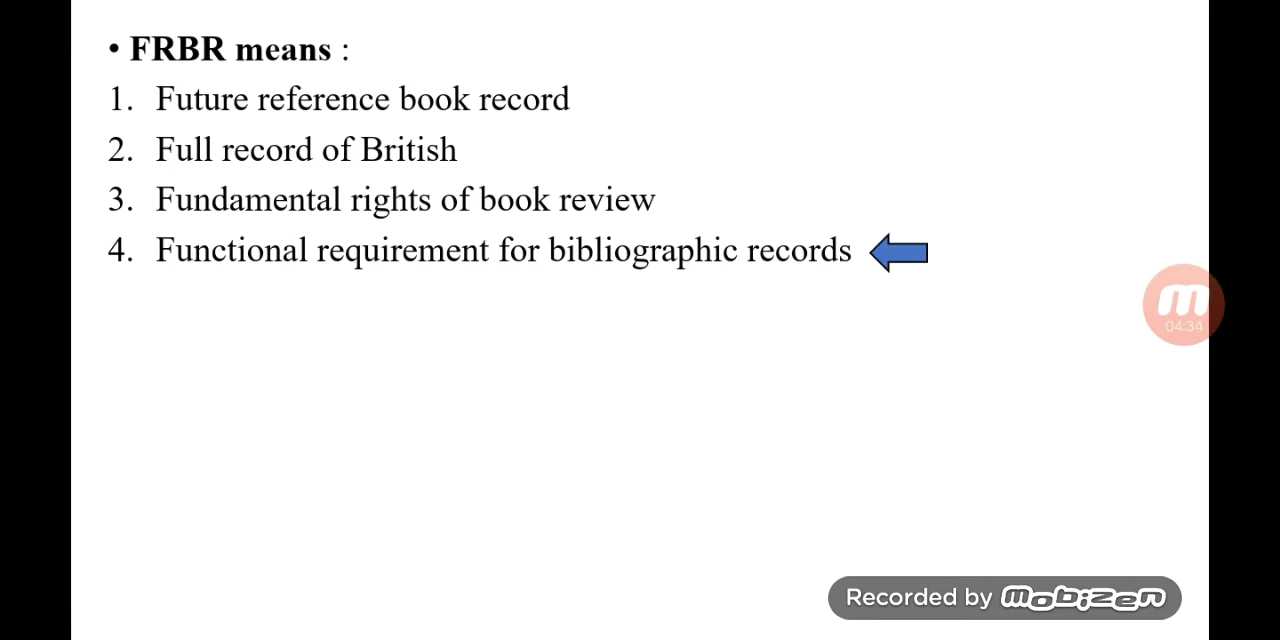 • FRBR means :
1. Future reference book record
2. Full record of British
3. Fundamental rights of book review
4. Functional requirement for bibliographic records
m
04:34
Recorded by mobizen